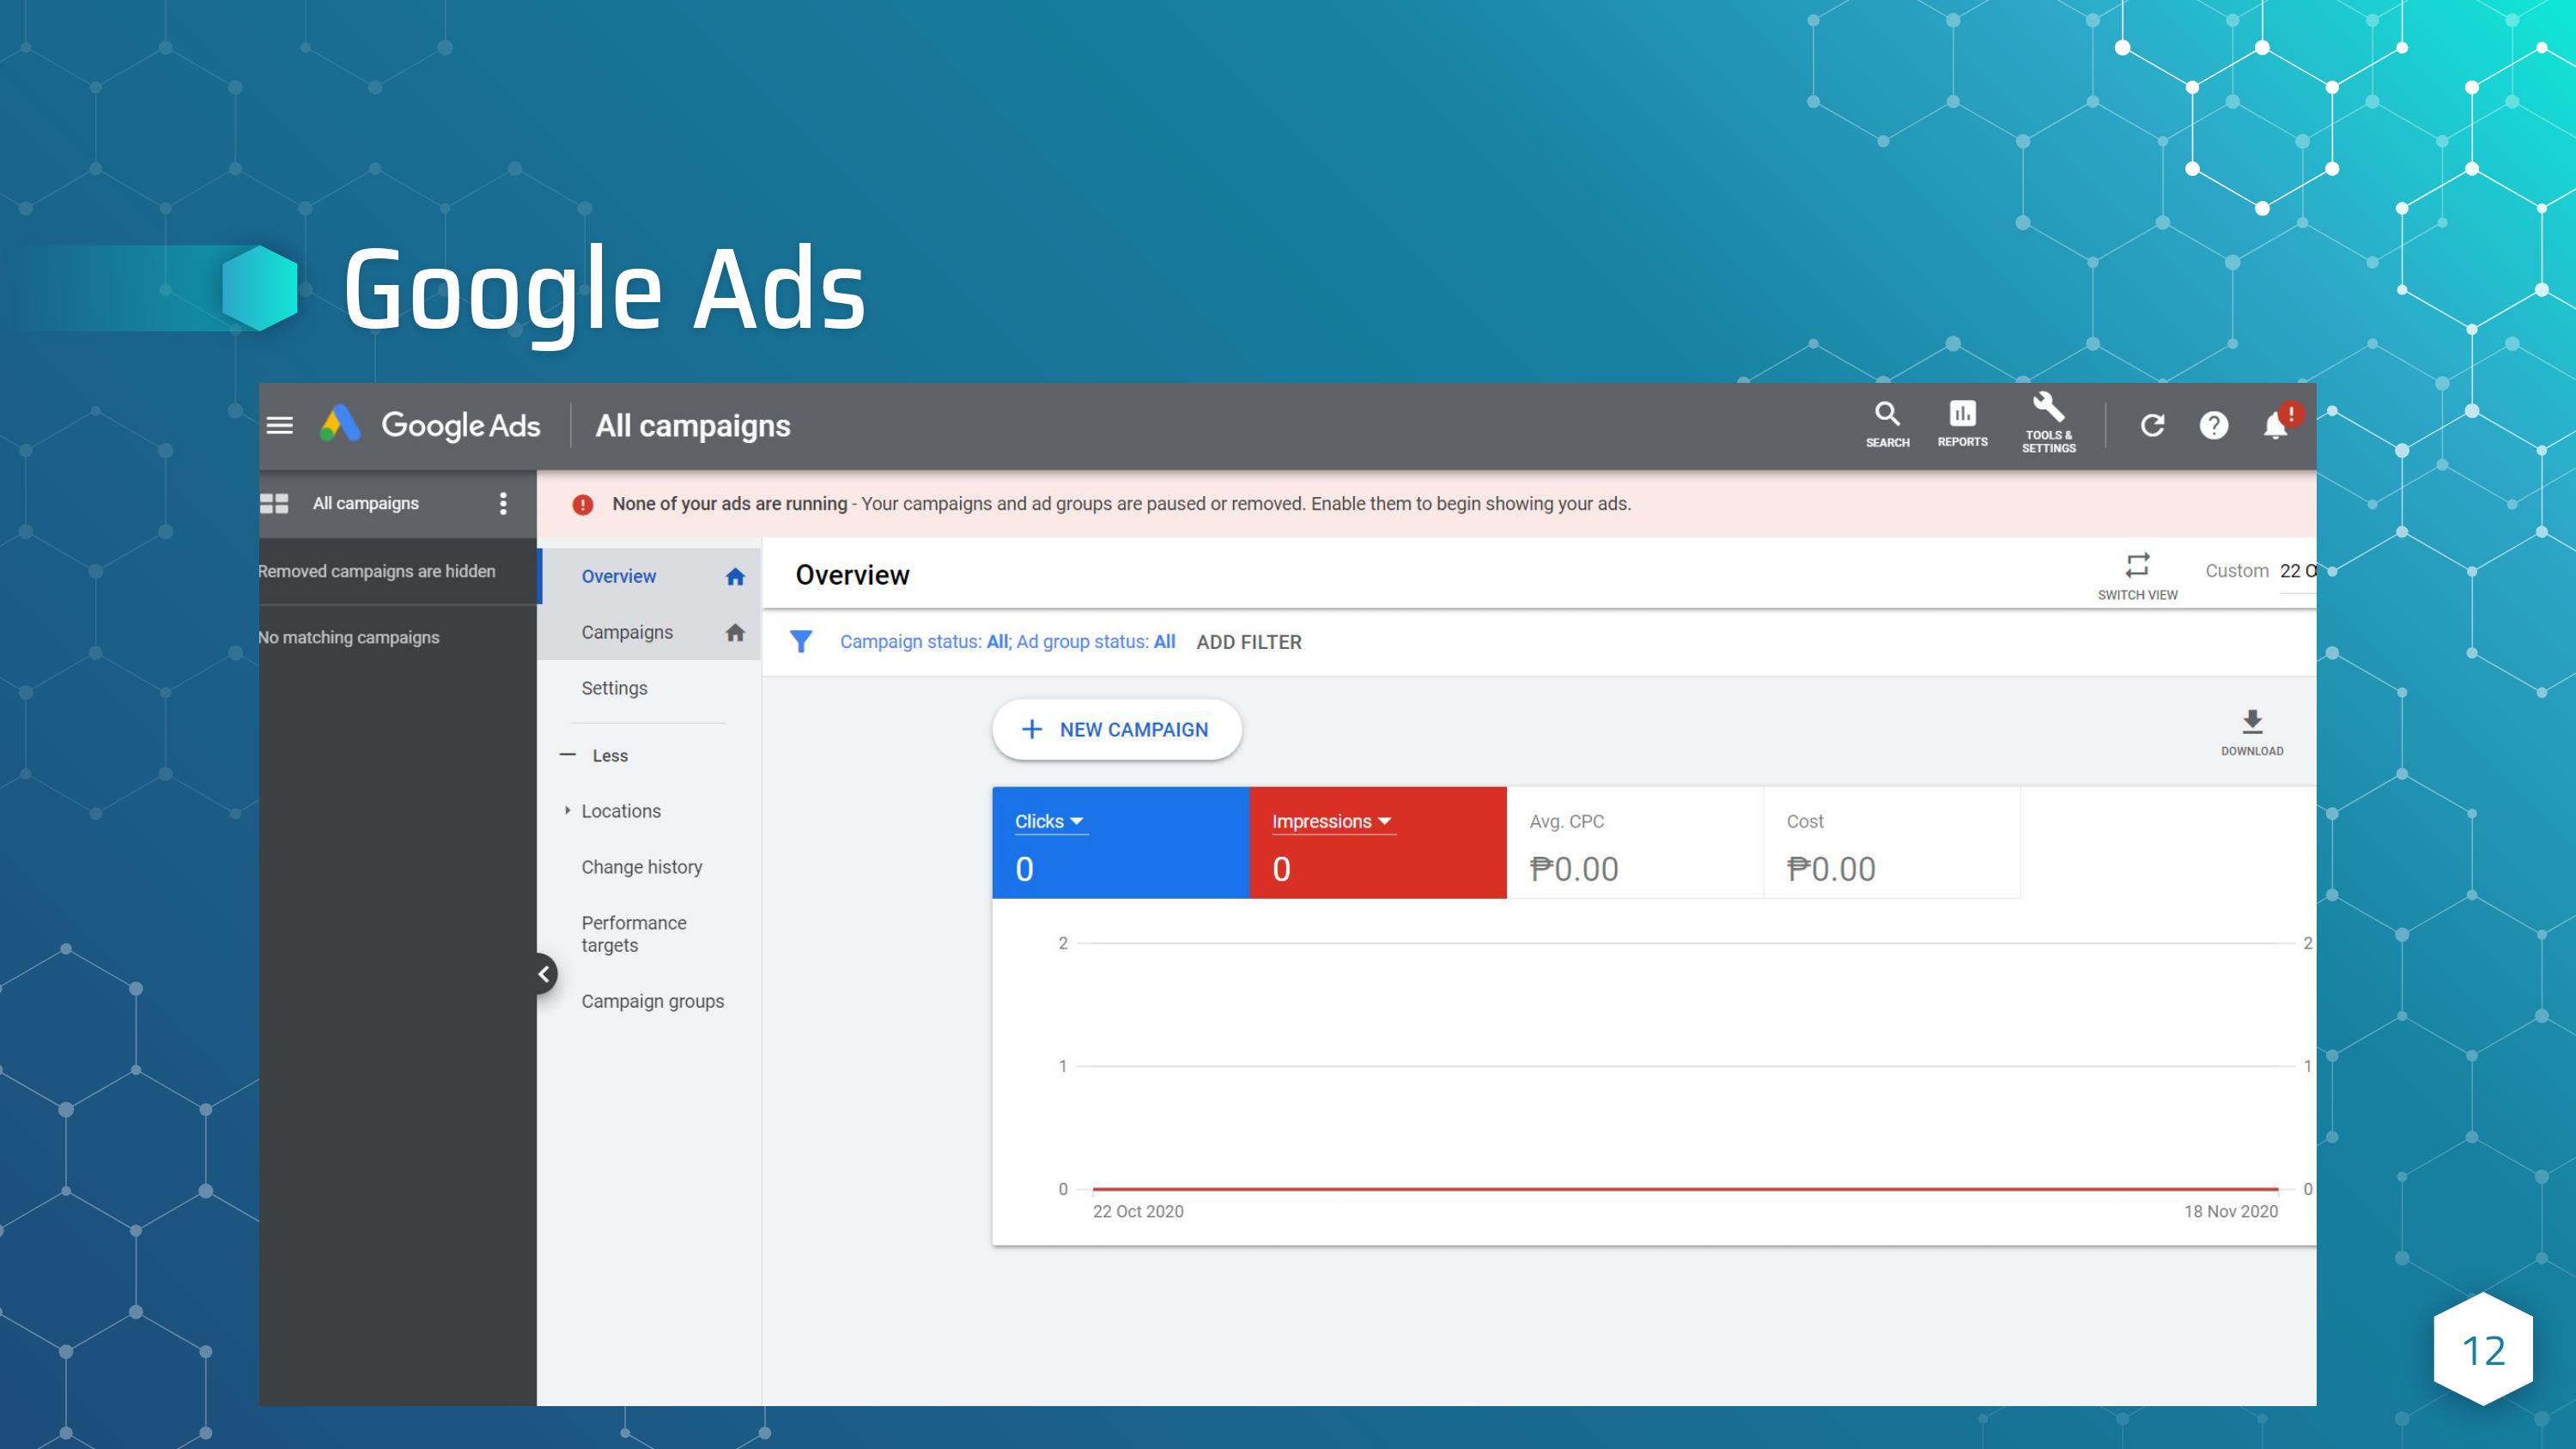 Google Ads
Google Ads
All campaigns
SEARCH
REPORTS
TOOLS &
SETTINGS
All campaigns
Removed campaigns are hidden
No matching campaigns
None of your ads are running - Your campaigns and ad groups are paused or removed. Enable them to begin showing your ads.
Overview
Campaigns
Settings
Less
Locations
Change history
Performance
targets
Campaign groups
Overview
SWITCH VIEW
Custom 22 O
Campaign status: All; Ad group status: All ADD FILTER
NEW CAMPAIGN
DOWNLOAD
Clicks
0
Impressions
0
Avg. CPC
₱0.00
Cost
₱0.00
2 2
1 1
0 0
22 Oct 2020 18 Nov 2020
12